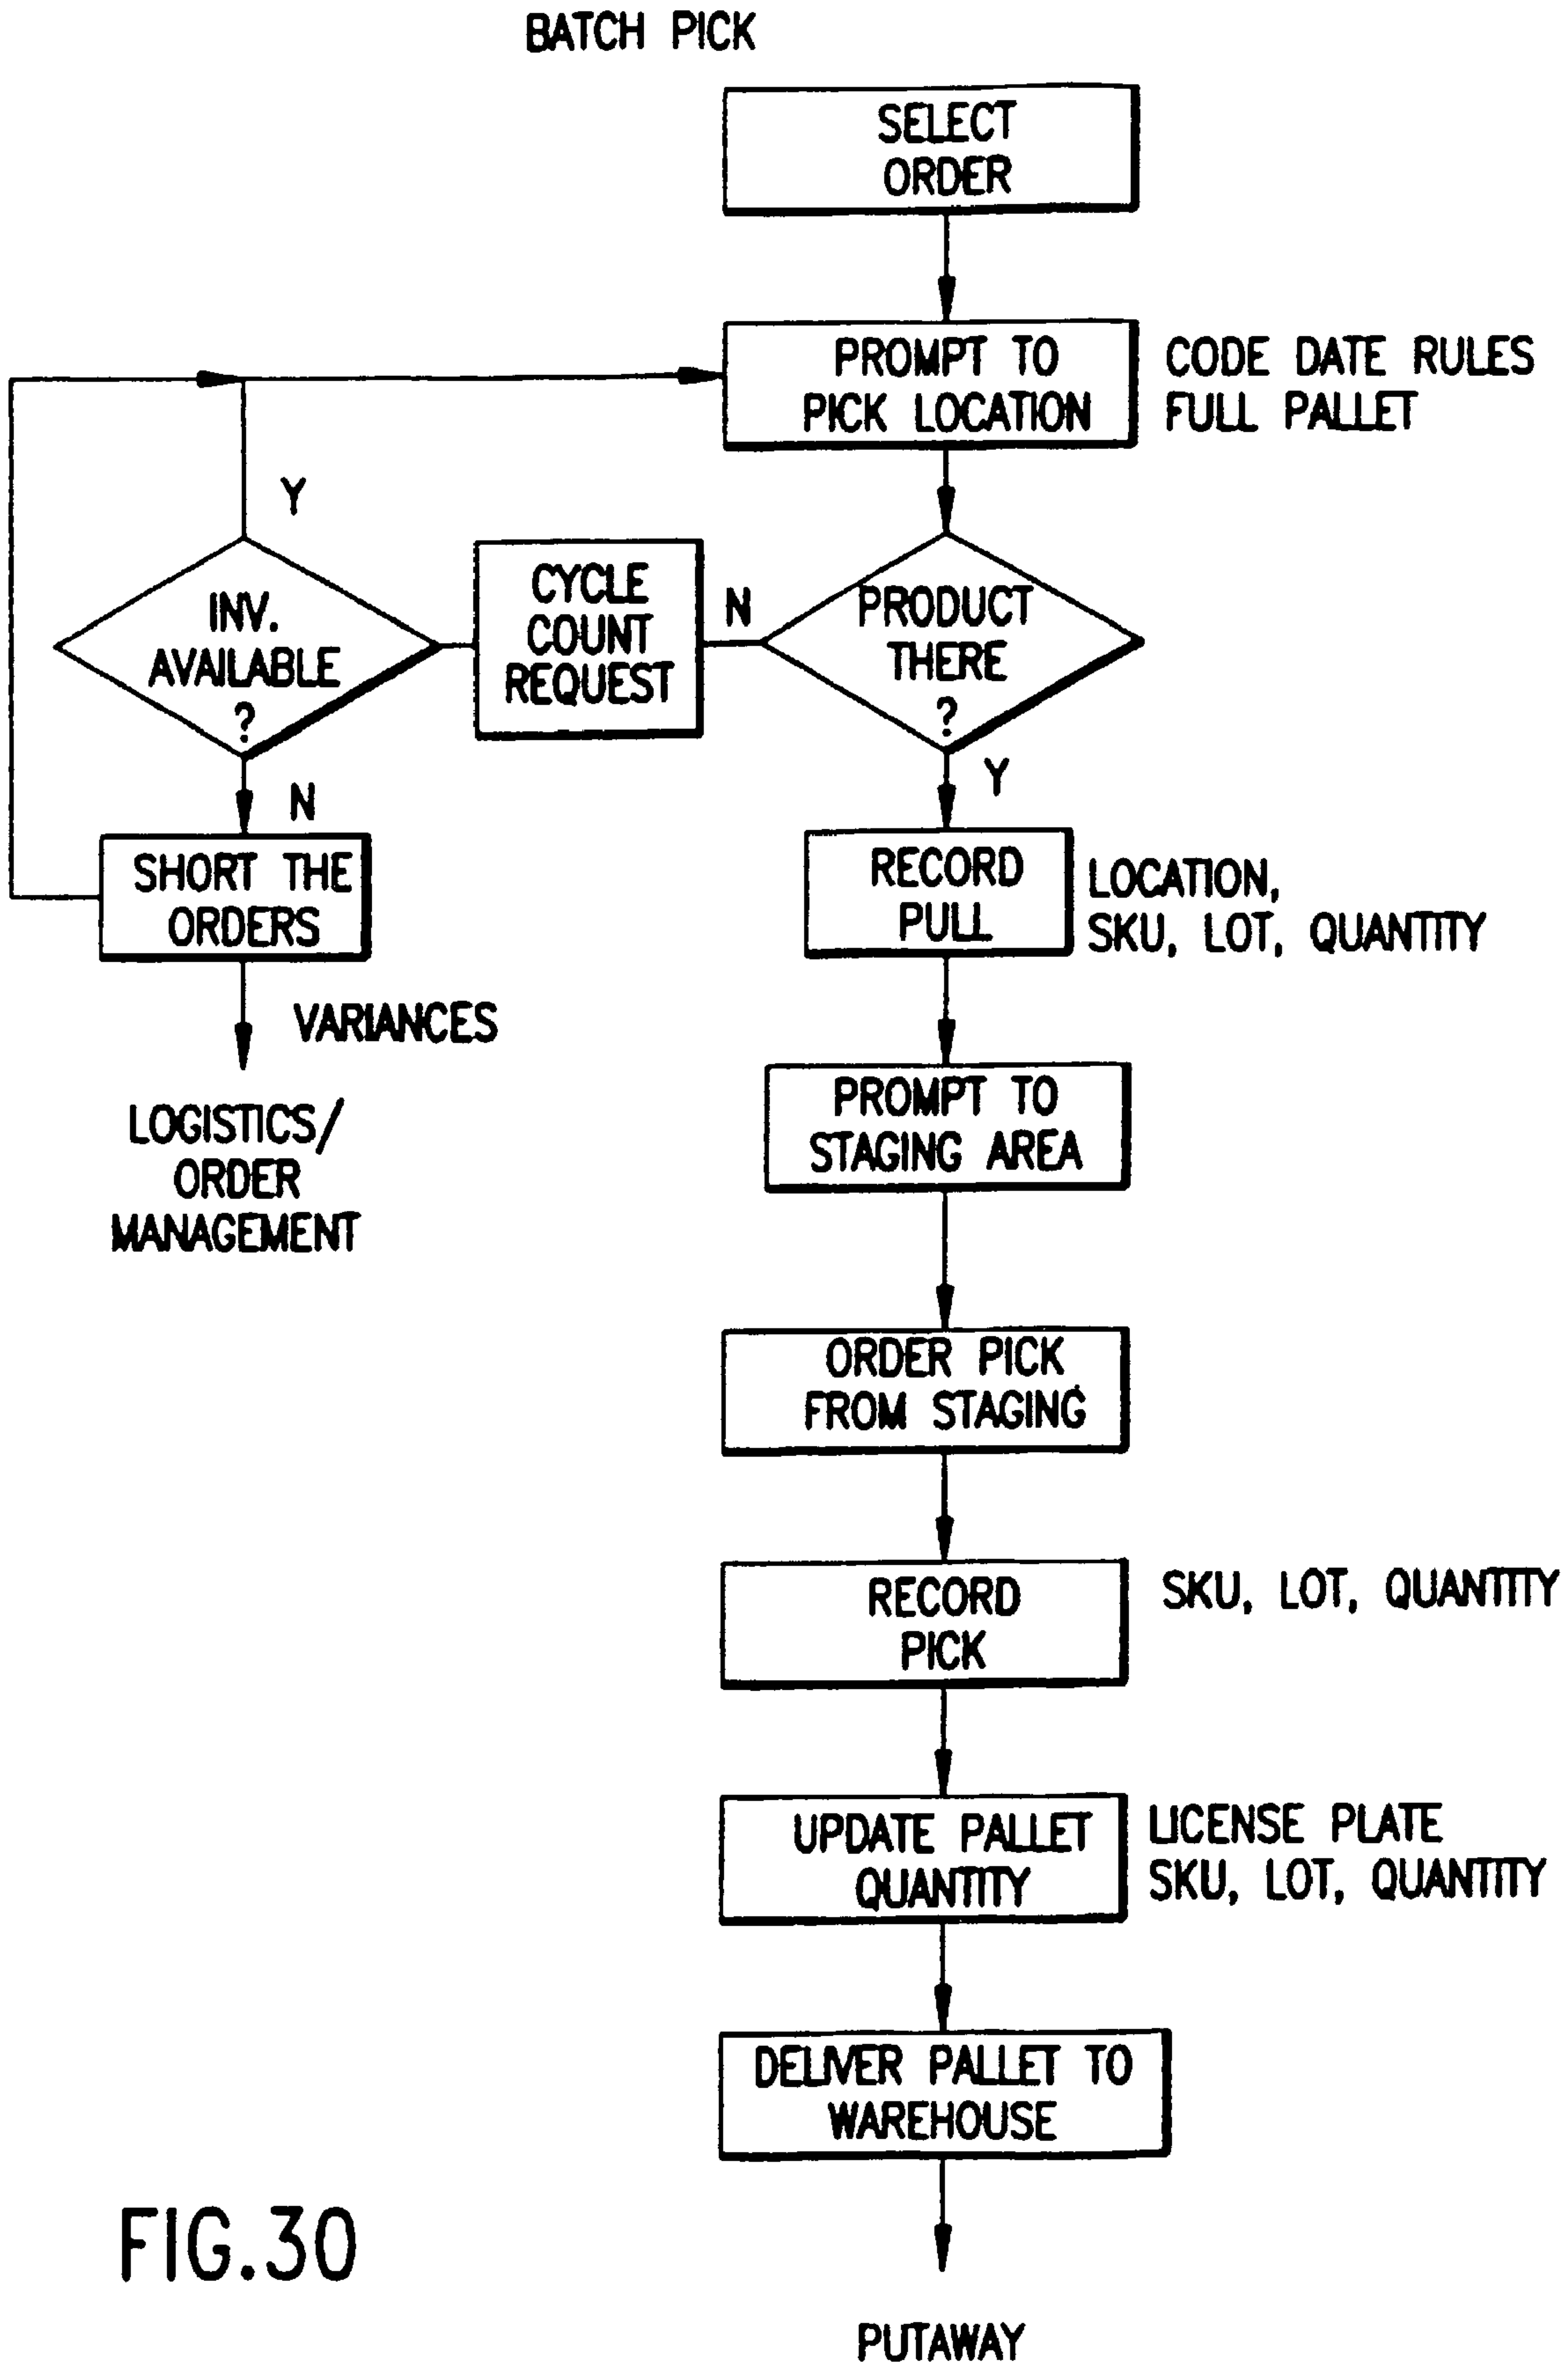 BATCH PICK
SELECT
ORDER
PROMPT TO
PICK LOCATION
CODE DATE RULES
FULL PALLET
Y
INV.
AVAILABLE
?
CYCLE
COUNT
REQUEST
N
PRODUCT
THERE
?
N
Y
SHORT THE
ORDERS
RECORD
PULL
LOCATION,
SKU, LOT, QUANTITY
VARIANCES
LOGISTICS/
ORDER
MANAGEMENT
PROMPT TO
STAGING AREA
ORDER PICK
FROM STAGING
RECORD
PICK
SKU, LOT, QUANTITY
UPDATE PALLET
QUANTITY
LICENSE PLATE
SKU, LOT, QUANTITY
DELIVER PALLET TO
WAREHOUSE
PUTAWAY
FIG.30